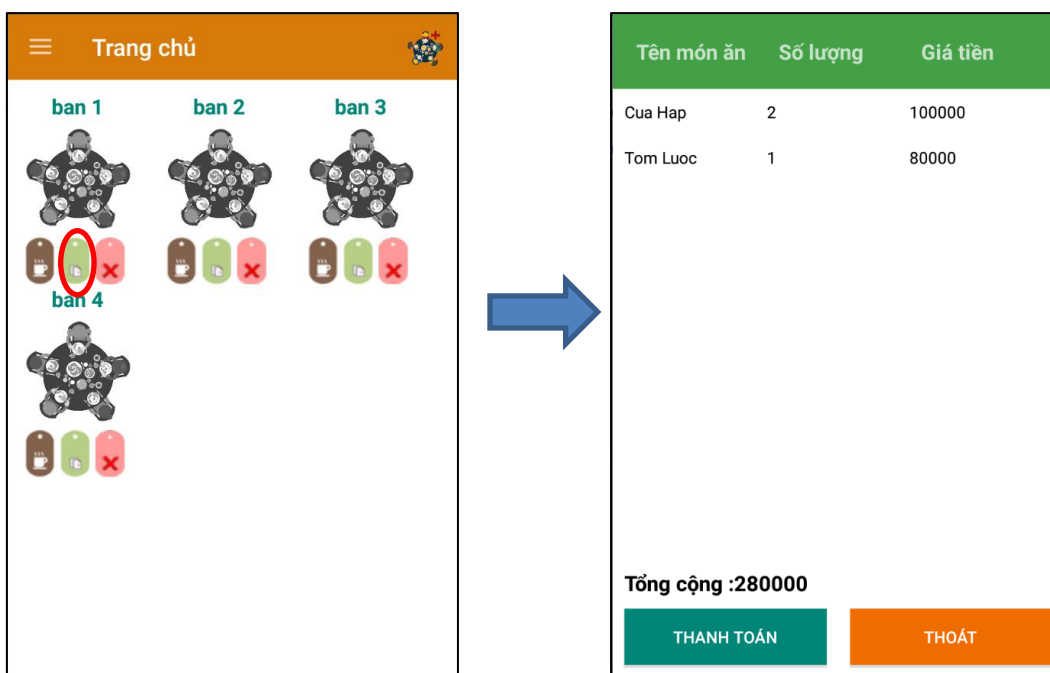 Trang chủ
ban 1 ban 2 ban 3
ban 4
Tên món ăn Số lượng Giá tiền
Cua Hap 2 100000
Tom Luoc 1 80000
Tổng cộng :280000
THANH TOÁN THOÁT